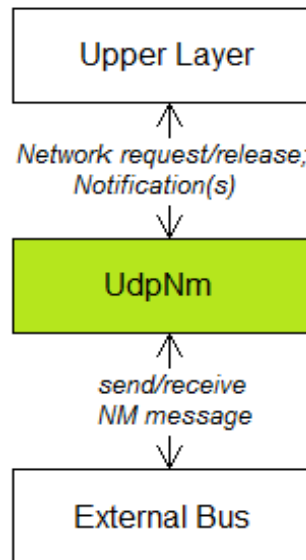 Upper Layer
Network request/release;
Notification(s)
UdpNm
send/receive
NM message
External Bus